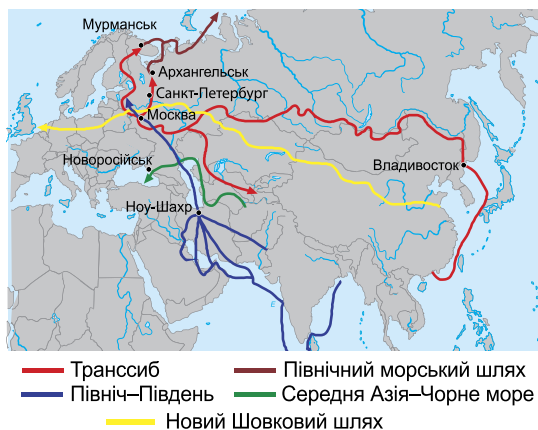 Мурманськ
Архангельськ
Санкт-Петербург
Москва
Новоросійськ
Владивосток
Ноу-Шахр
Транссиб
Північний морський шлях
Північ–Південь
Середня Азія–Чорне море
Новий Шовковий шлях